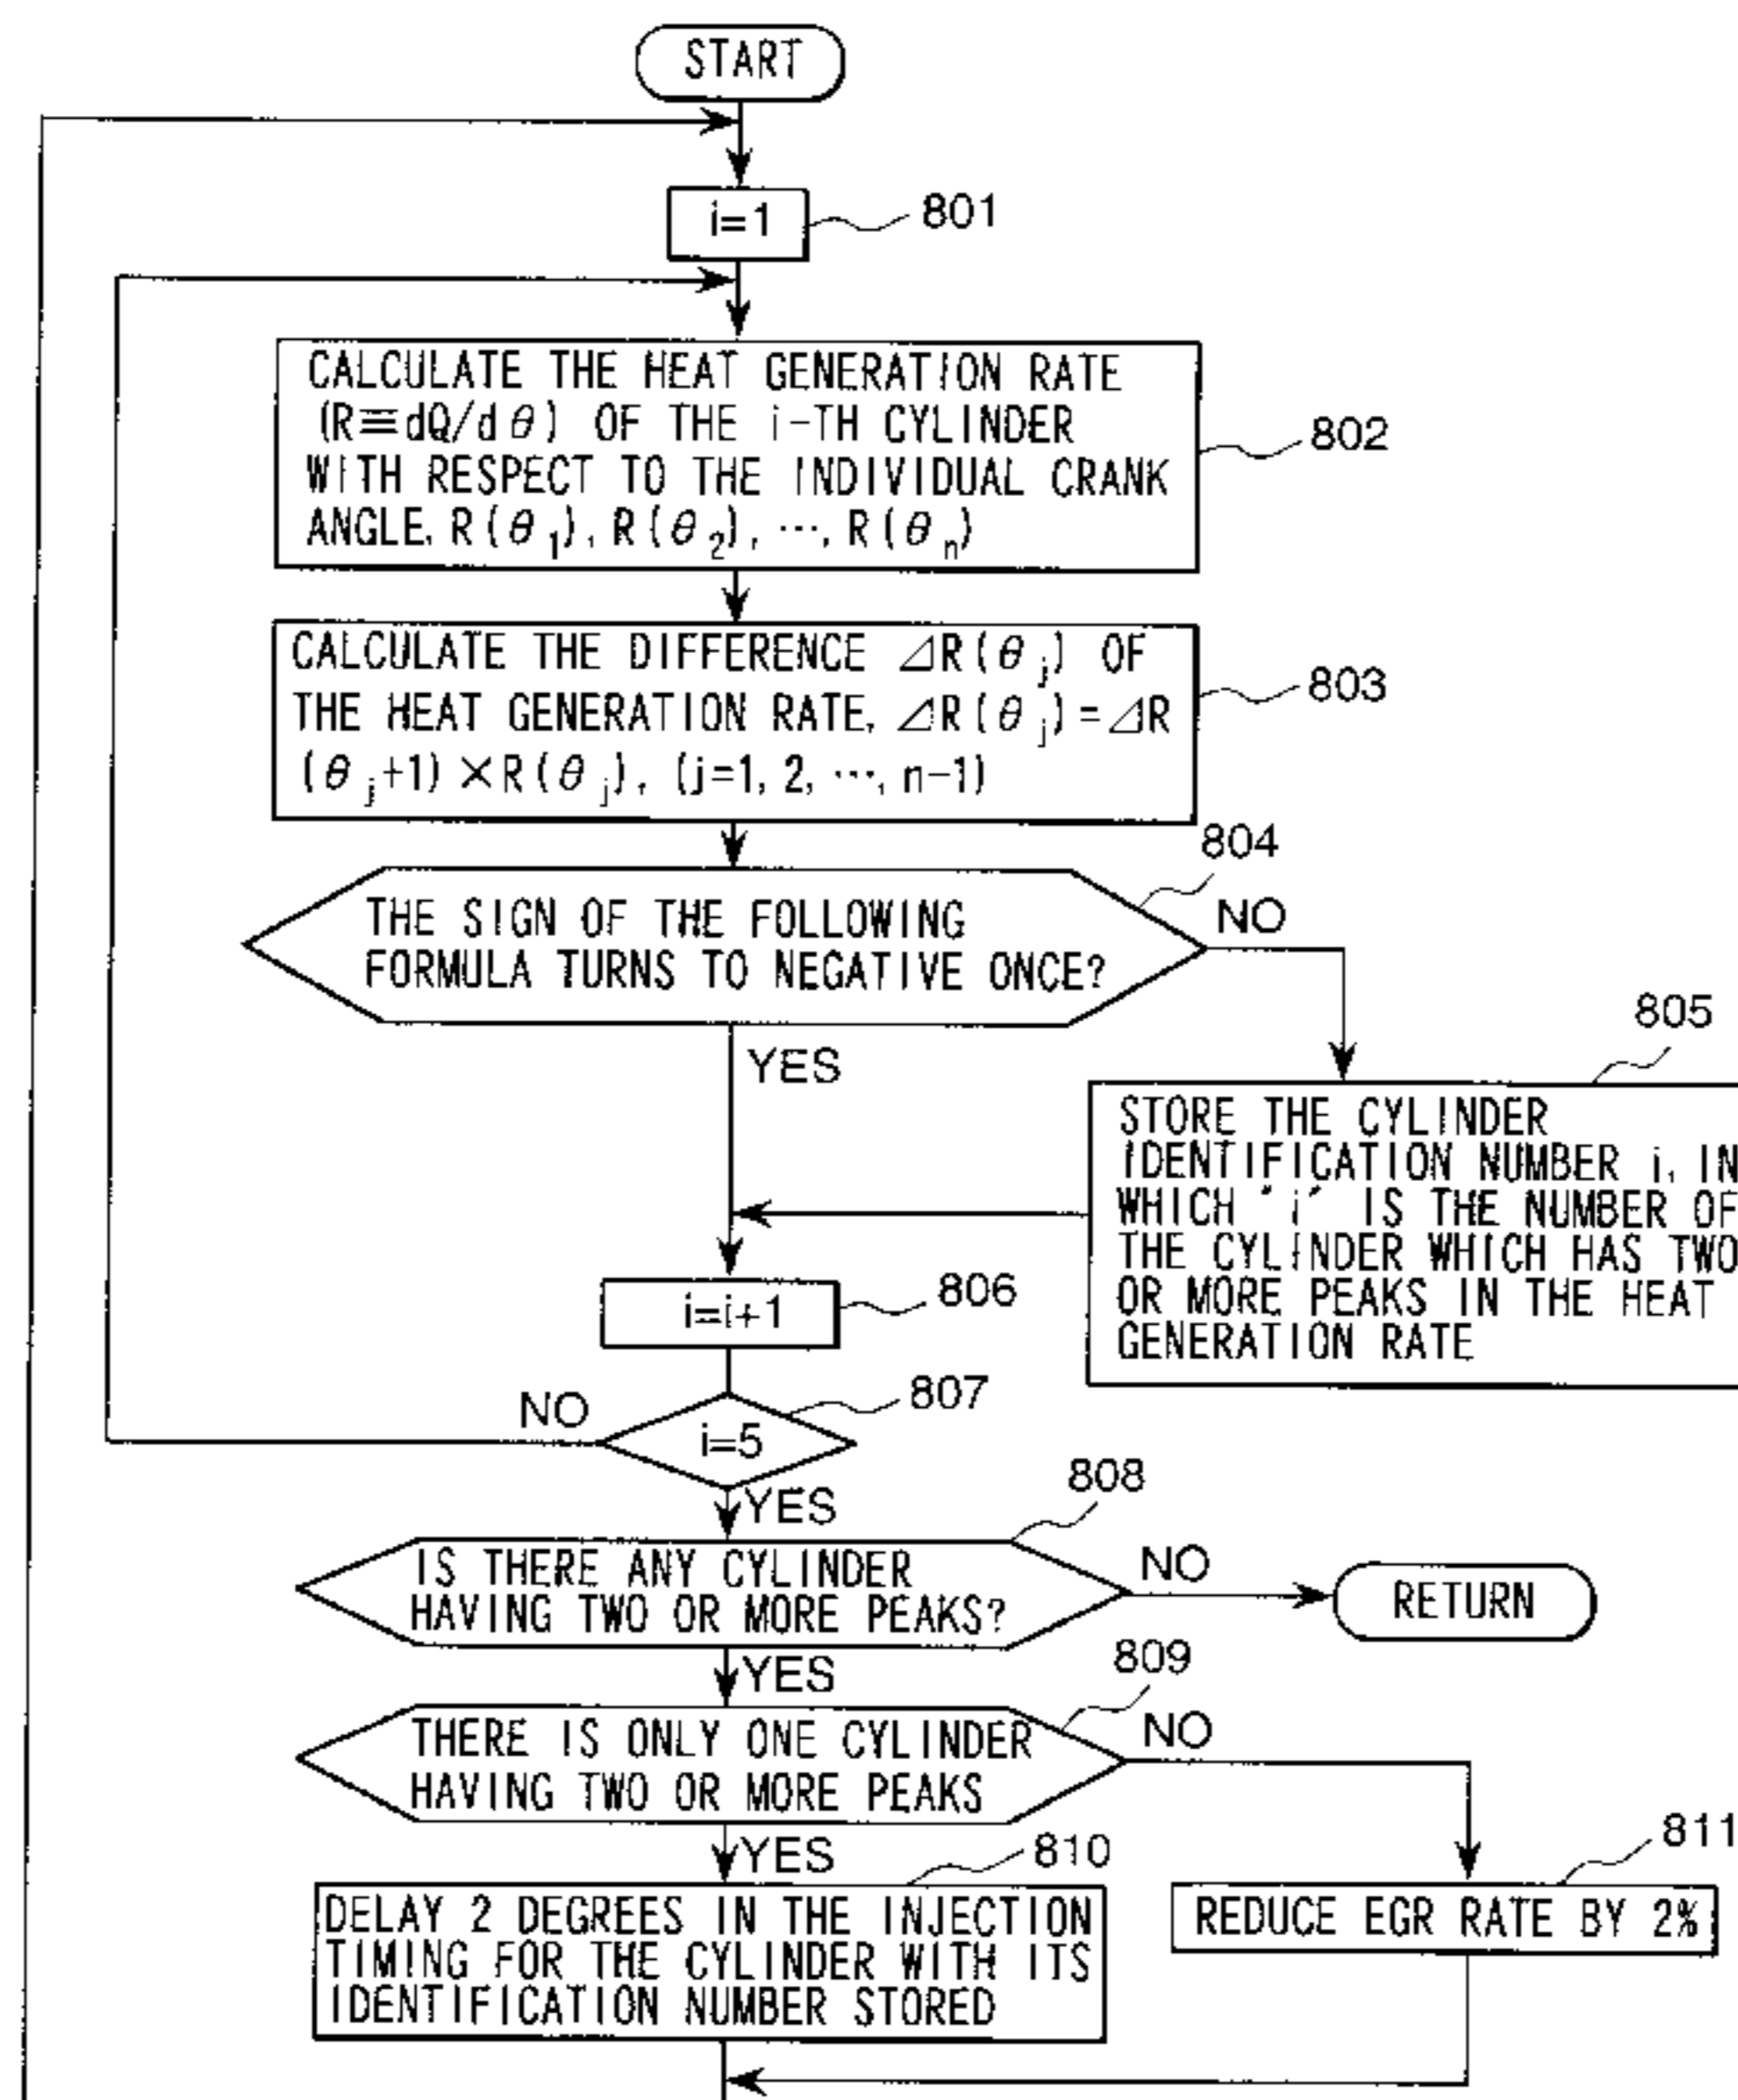 START
i=1
801
CALCULATE THE HEAT GENERATION RATE
(R≡dQ/dθ) OF THE i-TH CYLINDER
WITH RESPECT TO THE INDIVIDUAL CRANK
ANGLE, R(θ1), R(θ2), ⋯, R(θn)
802
CALCULATE THE DIFFERENCE ⊿R(θj) OF
THE HEAT GENERATION RATE, ⊿R(θj)=⊿R
(θj+1)×R(θj), (j=1, 2, ⋯, n-1)
803
804
THE SIGN OF THE FOLLOWING
FORMULA TURNS TO NEGATIVE ONCE?
NO
YES
805
STORE THE CYLINDER
IDENTIFICATION NUMBER i, IN
WHICH "i" IS THE NUMBER OF
THE CYLINDER WHICH HAS TWO
OR MORE PEAKS IN THE HEAT
GENERATION RATE
i=i+1
806
807
NO
i=5
YES
808
IS THERE ANY CYLINDER
HAVING TWO OR MORE PEAKS?
NO
RETURN
YES
809
THERE IS ONLY ONE CYLINDER
HAVING TWO OR MORE PEAKS
NO
YES
810
DELAY 2 DEGREES IN THE INJECTION
TIMING FOR THE CYLINDER WITH ITS
IDENTIFICATION NUMBER STORED
811
REDUCE EGR RATE BY 2%